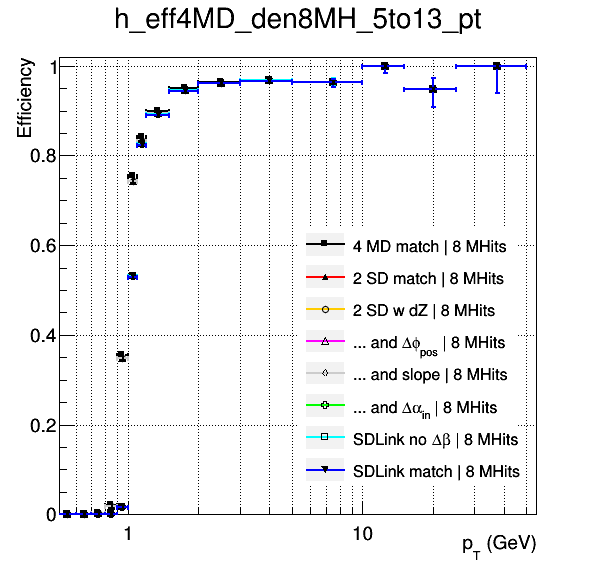 h_eff4MD_den8MH_5to13_pt
Efficiency
1
0.8
0.6
0.4
0.2
0
4 MD match | 8 MHits
2 SD match | 8 MHits
2 SD w dZ | 8 MHits
... and Δϕpos | 8 MHits
... and slope | 8 MHits
... and Δαin | 8 MHits
SDLink no Δβ | 8 MHits
SDLink match | 8 MHits
1 10
pT (GeV)